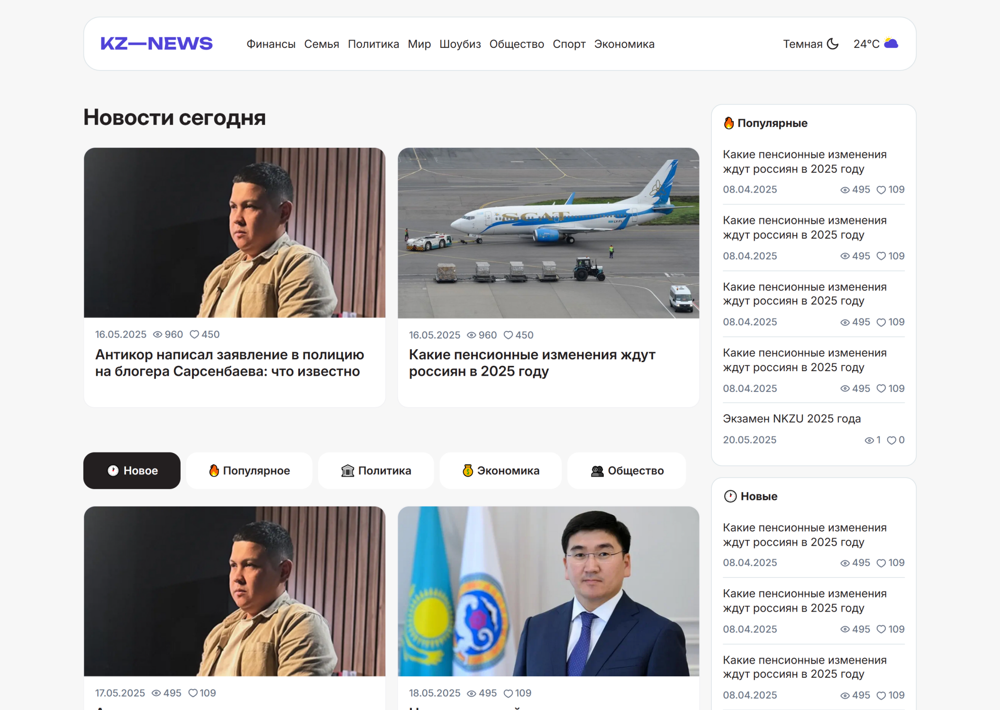 KZ—NEWS
Финансы Семья Политика Мир Шоубиз Общество Спорт Экономика
Темная 24°C
Новости сегодня
SCAT
LY-FI
16.05.2025 960 450
Антикор написал заявление в полицию
на блогера Сарсенбаева: что известно
16.05.2025 960 450
Какие пенсионные изменения ждут
россиян в 2025 году
Новое Популярное Политика Экономика Общество
17.05.2025 495 109
18.05.2025 495 109
Популярные
Какие пенсионные изменения
ждут россиян в 2025 году
08.04.2025 495 109
Какие пенсионные изменения
ждут россиян в 2025 году
08.04.2025 495 109
Какие пенсионные изменения
ждут россиян в 2025 году
08.04.2025 495 109
Какие пенсионные изменения
ждут россиян в 2025 году
08.04.2025 495 109
Экзамен NKZU 2025 года
20.05.2025 1 0
Новые
Какие пенсионные изменения
ждут россиян в 2025 году
08.04.2025 495 109
Какие пенсионные изменения
ждут россиян в 2025 году
08.04.2025 495 109
Какие пенсионные изменения
ждут россиян в 2025 году
08.04.2025 495 109